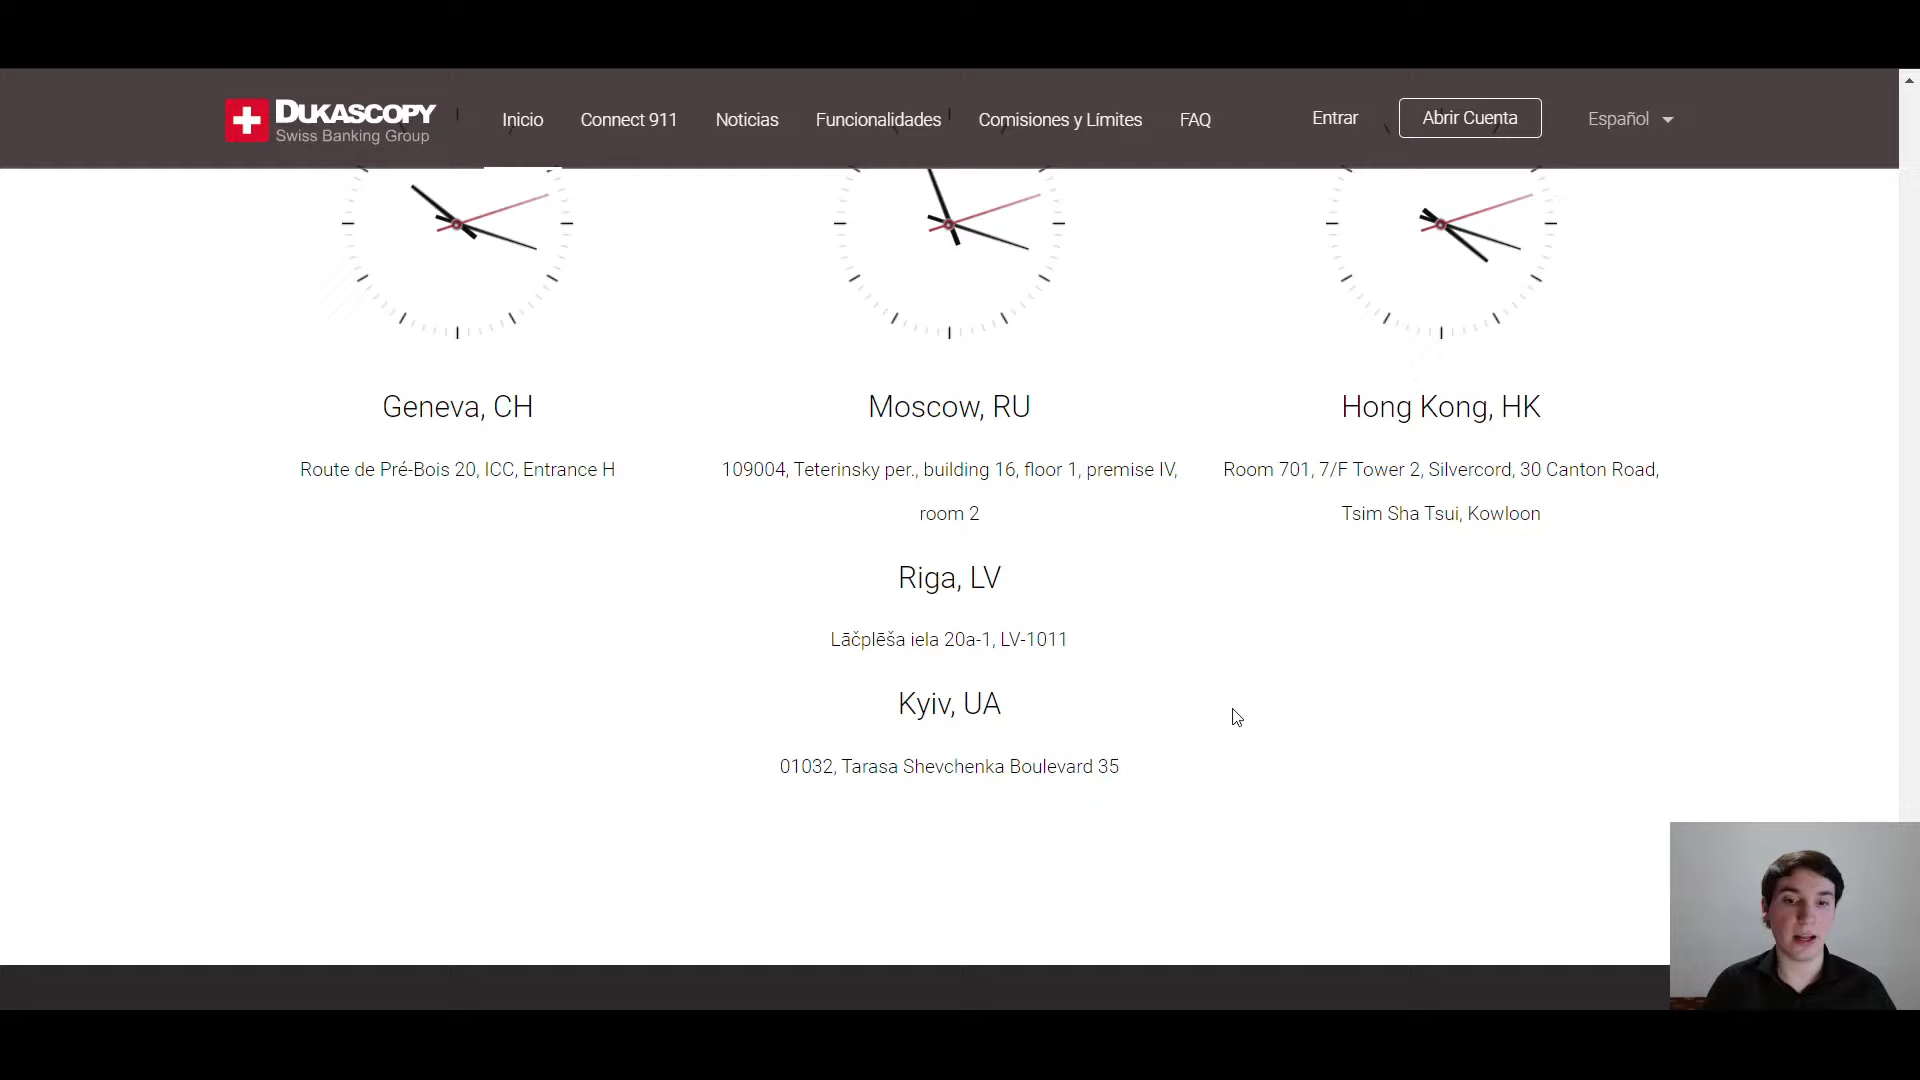 DUKASCOPY
Swiss Banking Group
Inicio
Connect 911
Noticias
Funcionalidades
Comisiones y Límites
FAQ
Entrar
Abrir Cuenta
Español
Geneva, CH
Route de Pré-Bois 20, ICC, Entrance H
Moscow, RU
109004, Teterinsky per., building 16, floor 1, premise IV,
room 2
Hong Kong, HK
Room 701, 7/F Tower 2, Silvercord, 30 Canton Road,
Tsim Sha Tsui, Kowloon
Riga, LV
Lāčplēša iela 20a-1, LV-1011
Kyiv, UA
01032, Tarasa Shevchenka Boulevard 35